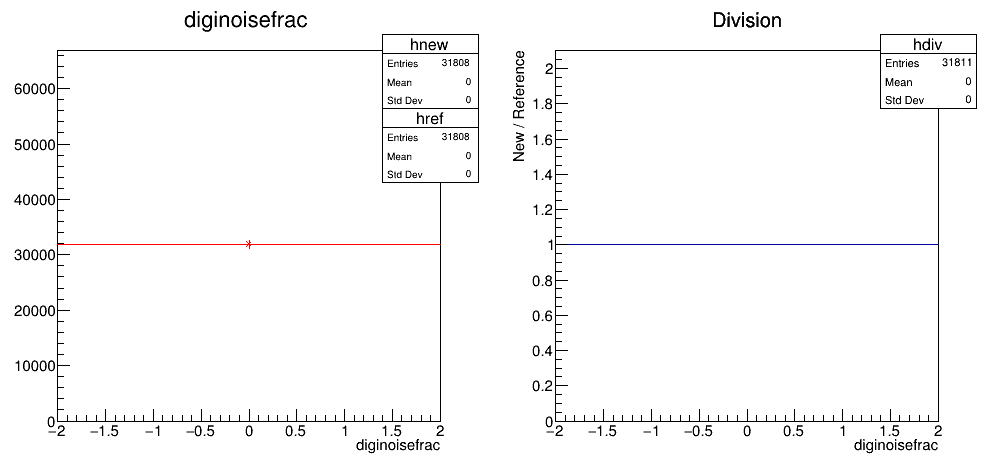 diginoisefrac
hnew
Entries 31808
Mean 0
Std Dev 0
href
Entries 31808
Mean 0
Std Dev 0
60000
50000
40000
30000
20000
10000
0
−2 −1.5 −1 −0.5 0 0.5 1 1.5 2
diginoisefrac
Division
hdiv
Entries 31811
Mean 0
Std Dev 0
New / Reference
2
1.8
1.6
1.4
1.2
1
0.8
0.6
0.4
0.2
0
−2 −1.5 −1 −0.5 0 0.5 1 1.5 2
diginoisefrac